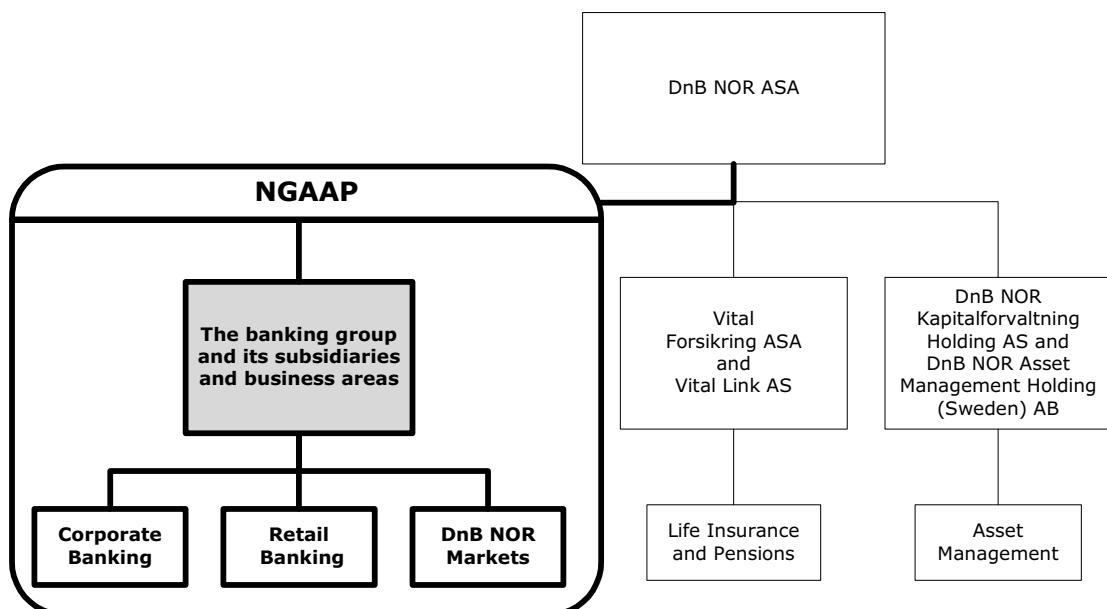 DnB NOR ASA
NGAAP
The banking group
and its subsidiaries
and business areas
Vital
Forsikring ASA
and
Vital Link AS
DnB NOR
Kapitalforvaltning
Holding AS and
DnB NOR Asset
Management Holding
(Sweden) AB
Corporate
Banking
Retail
Banking
DnB NOR
Markets
Life Insurance
and Pensions
Asset
Management